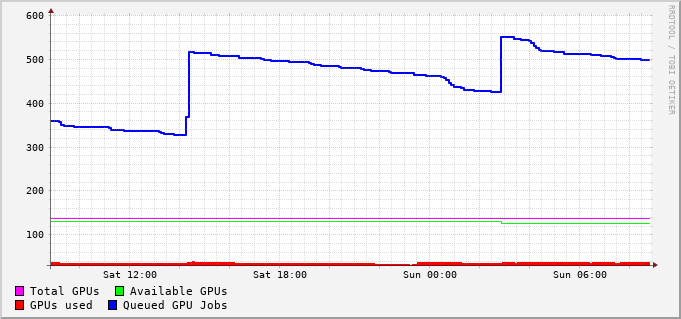 600
500
400
300
200
100
Sat 12:00 Sat 18:00 Sun 00:00 Sun 06:00
Total GPUs Available GPUs
GPUs used Queued GPU Jobs
RRDTOOL / TOBI OETIKER